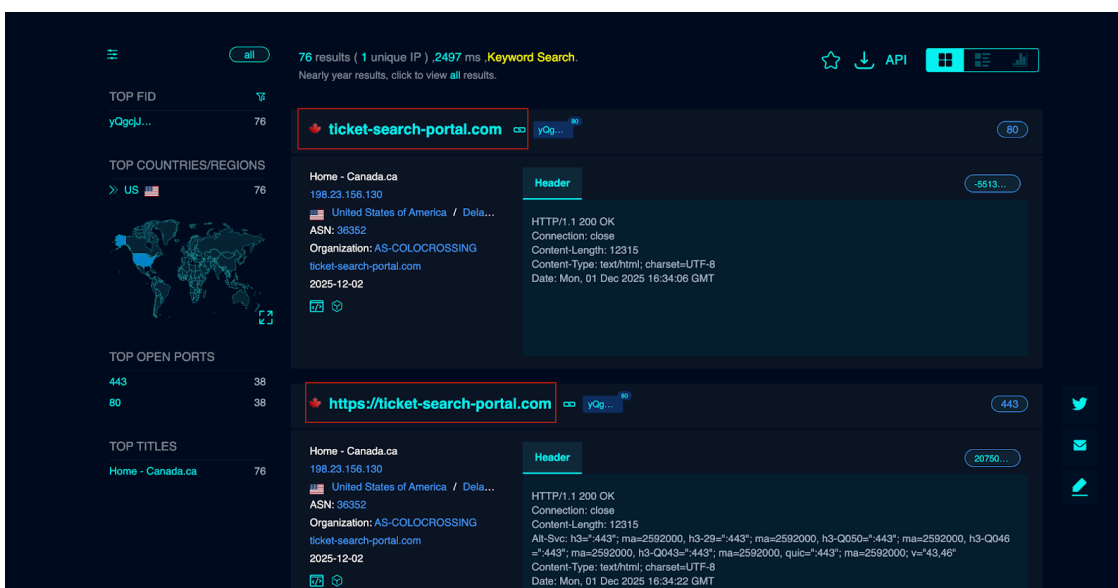 all
76 results ( 1 unique IP ) ,2497 ms ,Keyword Search.
Nearly year results, click to view all results.
API
TOP FID
yQgcjJ... 76
TOP COUNTRIES/REGIONS
US 76
TOP OPEN PORTS
443 38
80 38
TOP TITLES
Home - Canada.ca 76
ticket-search-portal.com yQg... 80 80
Home - Canada.ca
198.23.156.130
United States of America / Dela...
ASN: 36352
Organization: AS-COLOCROSSING
ticket-search-portal.com
2025-12-02
Header -5513...
HTTP/1.1 200 OK
Connection: close
Content-Length: 12315
Content-Type: text/html; charset=UTF-8
Date: Mon, 01 Dec 2025 16:34:06 GMT
https://ticket-search-portal.com yQg... 80 443
Home - Canada.ca
198.23.156.130
United States of America / Dela...
ASN: 36352
Organization: AS-COLOCROSSING
ticket-search-portal.com
2025-12-02
Header 20750...
HTTP/1.1 200 OK
Connection: close
Content-Length: 12315
Alt-Svc: h3=":443"; ma=2592000, h3-29=":443"; ma=2592000, h3-Q050=":443"; ma=2592000, h3-Q046
=":443"; ma=2592000, h3-Q043=":443"; ma=2592000, quic=":443"; ma=2592000; v="43,46"
Content-Type: text/html; charset=UTF-8
Date: Mon, 01 Dec 2025 16:34:22 GMT